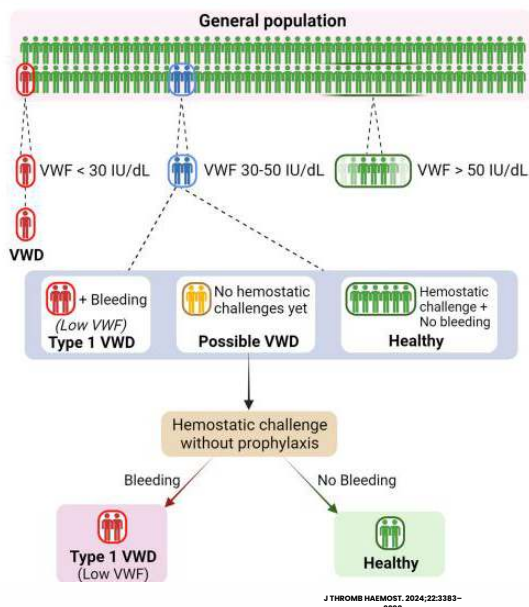 General population
VWF < 30 IU/dL
VWF 30-50 IU/dL
VWF > 50 IU/dL
VWD
+ Bleeding
(Low VWF)
Type 1 VWD
No hemostatic
challenges yet
Possible VWD
Hemostatic
challenge +
No bleeding
Healthy
Hemostatic challenge
without prophylaxis
Bleeding
No Bleeding
Type 1 VWD
(Low VWF)
Healthy
J THROMB HAEMOST. 2024;22:3383–